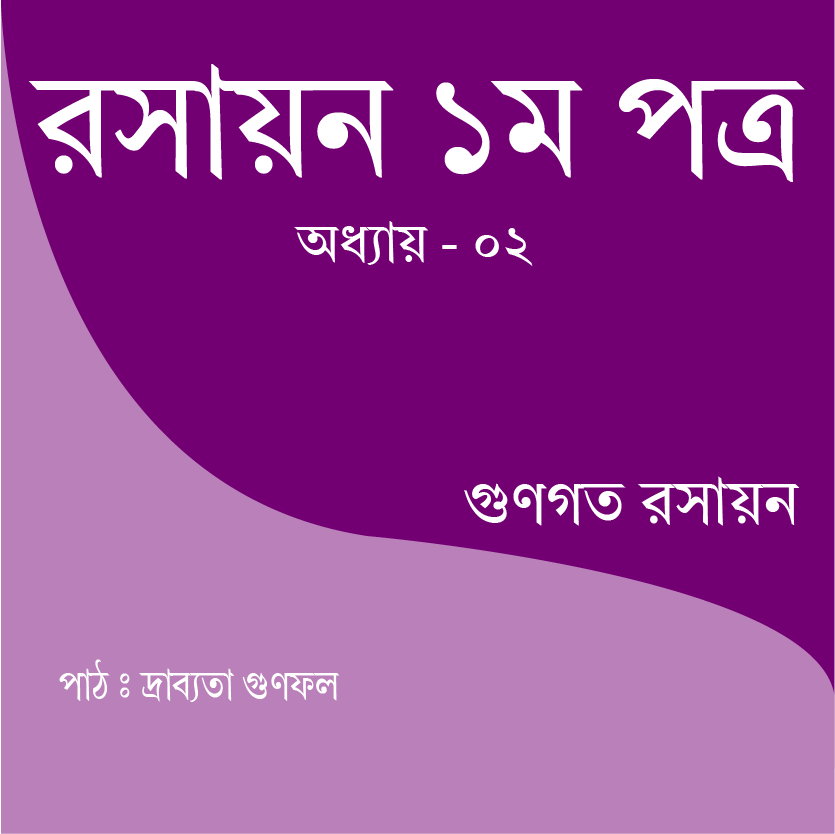 রসায়ন ১ম পত্র
অধ্যায় - ০২
গুণগত রসায়ন
পাঠ ঃ দ্রাব্যতা গুণফল